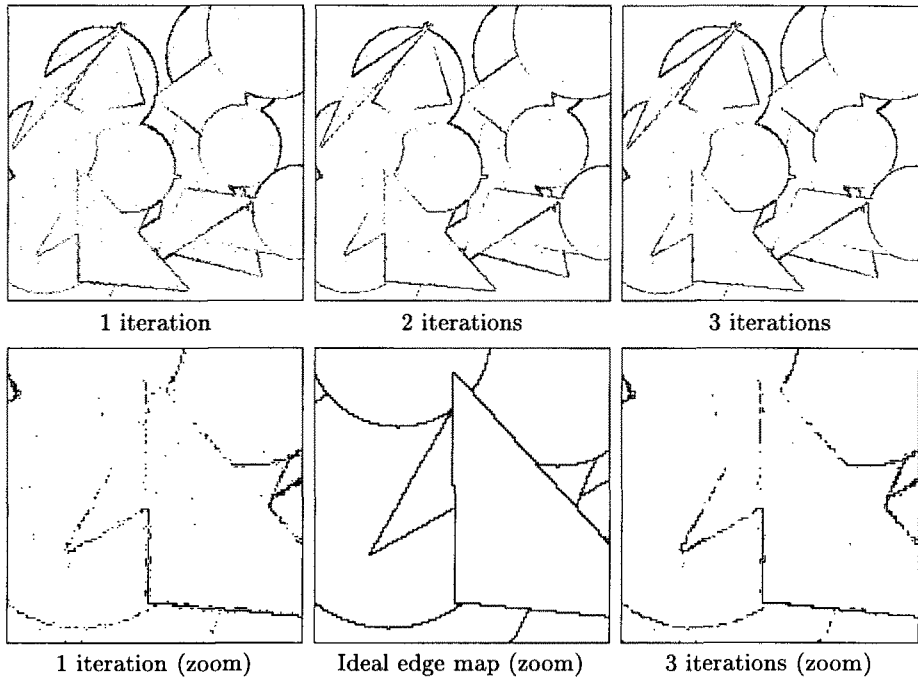 1 iteration
2 iterations
3 iterations
1 iteration (zoom)
Ideal edge map (zoom)
3 iterations (zoom)